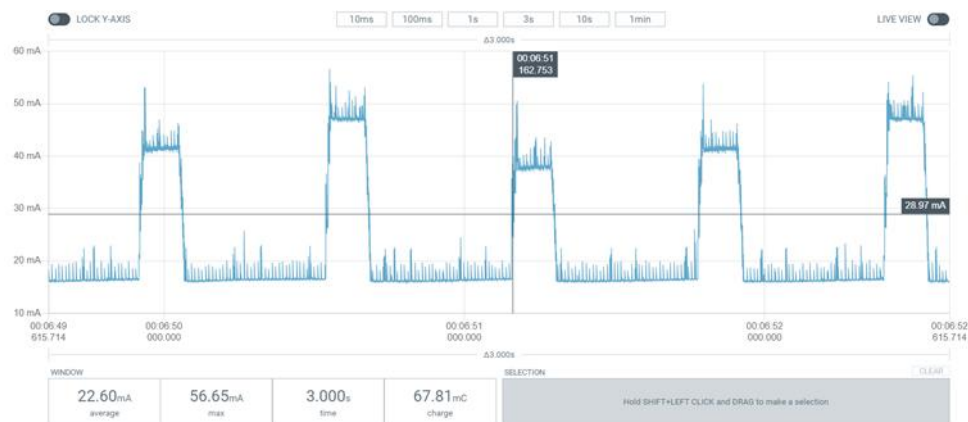 LOCK Y-AXIS
10ms 100ms 1s 3s 10s 1min
LIVE VIEW
Δ3.000s
60 mA
50 mA
40 mA
30 mA
20 mA
10 mA
00:06:51
162.753
28.97 mA
00:06:49 00:06:50 00:06:51 00:06:52 00:06:52
615.714 000.000 000.000 000.000 615.714
Δ3.000s
WINDOW
22.60mA 56.65mA 3.000s 67.81mC
average max time charge
SELECTION CLEAR
Hold SHIFT+LEFT CLICK and DRAG to make a selection